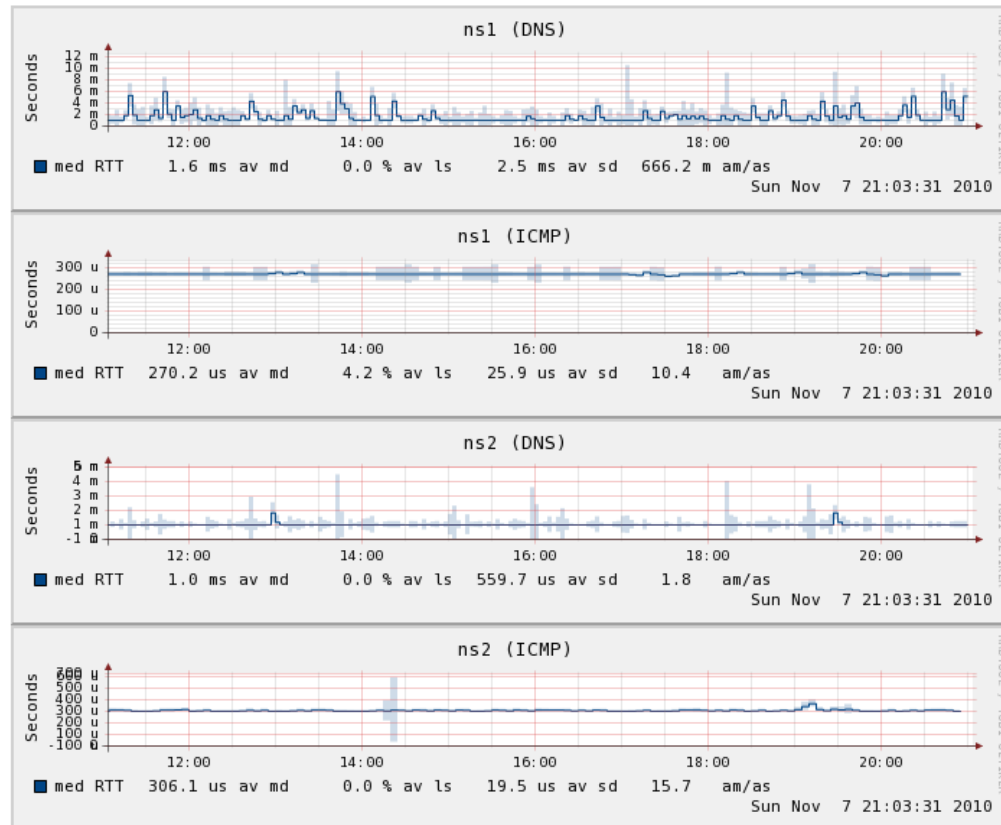 ns1 (DNS)
Seconds
12 m
10 m
8 m
6 m
4 m
2 m
0
12:00 14:00 16:00 18:00 20:00
med RTT 1.6 ms av md 0.0 % av ls 2.5 ms av sd 666.2 m am/as
Sun Nov 7 21:03:31 2010
ns1 (ICMP)
Seconds
300 u
200 u
100 u
0
12:00 14:00 16:00 18:00 20:00
med RTT 270.2 us av md 4.2 % av ls 25.9 us av sd 10.4 am/as
Sun Nov 7 21:03:31 2010
ns2 (DNS)
Seconds
5 m
4 m
3 m
2 m
1 m
0
-1 m
12:00 14:00 16:00 18:00 20:00
med RTT 1.0 ms av md 0.0 % av ls 559.7 us av sd 1.8 am/as
Sun Nov 7 21:03:31 2010
ns2 (ICMP)
Seconds
700 u
600 u
500 u
400 u
300 u
200 u
100 u
0
-100 u
12:00 14:00 16:00 18:00 20:00
med RTT 306.1 us av md 0.0 % av ls 19.5 us av sd 15.7 am/as
Sun Nov 7 21:03:31 2010